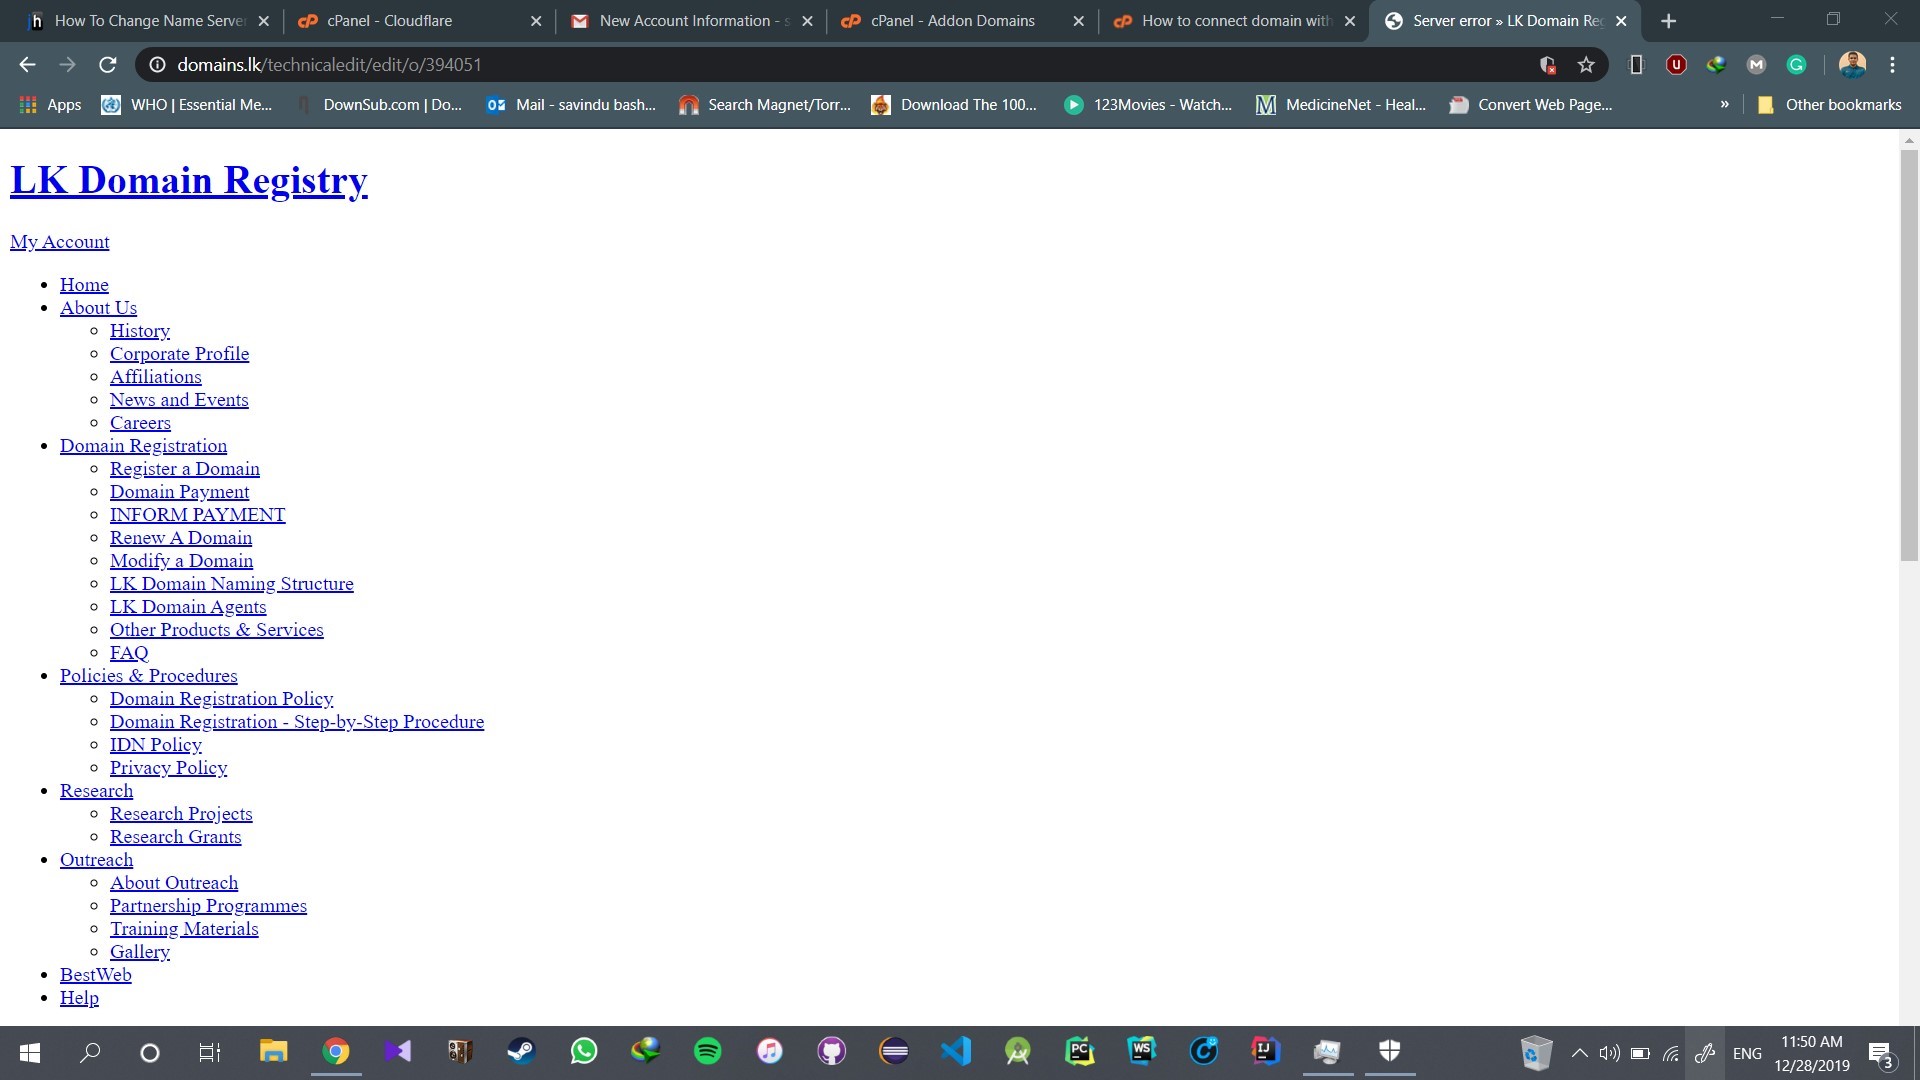 How To Change Name Server
cPanel - Cloudflare
New Account Information - s
cPanel - Addon Domains
How to connect domain with
Server error » LK Domain Re
domains.lk/technicaledit/edit/o/394051
Apps
WHO | Essential Me...
DownSub.com | Do...
Mail - savindu bash...
Search Magnet/Torr...
Download The 100...
123Movies - Watch...
MedicineNet - Heal...
Convert Web Page...
»
Other bookmarks
LK Domain Registry
My Account
Home
About Us
History
Corporate Profile
Affiliations
News and Events
Careers
Domain Registration
Register a Domain
Domain Payment
INFORM PAYMENT
Renew A Domain
Modify a Domain
LK Domain Naming Structure
LK Domain Agents
Other Products & Services
FAQ
Policies & Procedures
Domain Registration Policy
Domain Registration - Step-by-Step Procedure
IDN Policy
Privacy Policy
Research
Research Projects
Research Grants
Outreach
About Outreach
Partnership Programmes
Training Materials
Gallery
BestWeb
Help
ENG
11:50 AM
12/28/2019
3